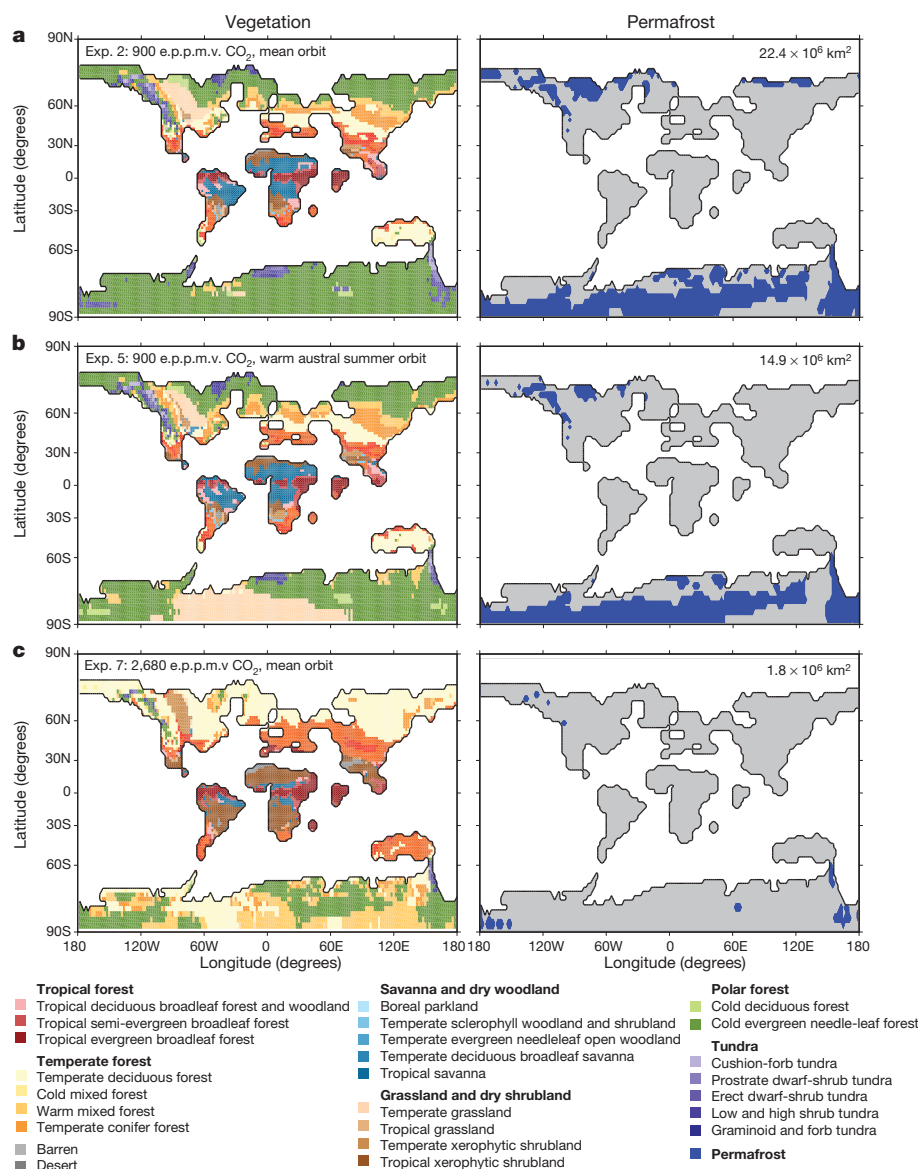 Vegetation
Permafrost
a
90N
Exp. 2: 900 e.p.p.m.v. CO₂, mean orbit
22.4 × 10⁶ km²
60N
30N
0
30S
60S
90S
Latitude (degrees)
b
90N
Exp. 5: 900 e.p.p.m.v. CO₂, warm austral summer orbit
14.9 × 10⁶ km²
60N
30N
0
30S
60S
90S
Latitude (degrees)
c
90N
Exp. 7: 2,680 e.p.p.m.v CO₂, mean orbit
1.8 × 10⁶ km²
60N
30N
0
30S
60S
90S
Latitude (degrees)
180 120W 60W 0 60E 120E 180 120W 60W 0 60E 120E 180
Longitude (degrees)
Longitude (degrees)
Tropical forest
Tropical deciduous broadleaf forest and woodland
Tropical semi-evergreen broadleaf forest
Tropical evergreen broadleaf forest
Temperate forest
Temperate deciduous forest
Cold mixed forest
Warm mixed forest
Temperate conifer forest
Barren
Desert
Savanna and dry woodland
Boreal parkland
Temperate sclerophyll woodland and shrubland
Temperate evergreen needleleaf open woodland
Temperate deciduous broadleaf savanna
Tropical savanna
Grassland and dry shrubland
Temperate grassland
Tropical grassland
Temperate xerophytic shrubland
Tropical xerophytic shrubland
Polar forest
Cold deciduous forest
Cold evergreen needle-leaf forest
Tundra
Cushion-forb tundra
Prostrate dwarf-shrub tundra
Erect dwarf-shrub tundra
Low and high shrub tundra
Graminoid and forb tundra
Permafrost